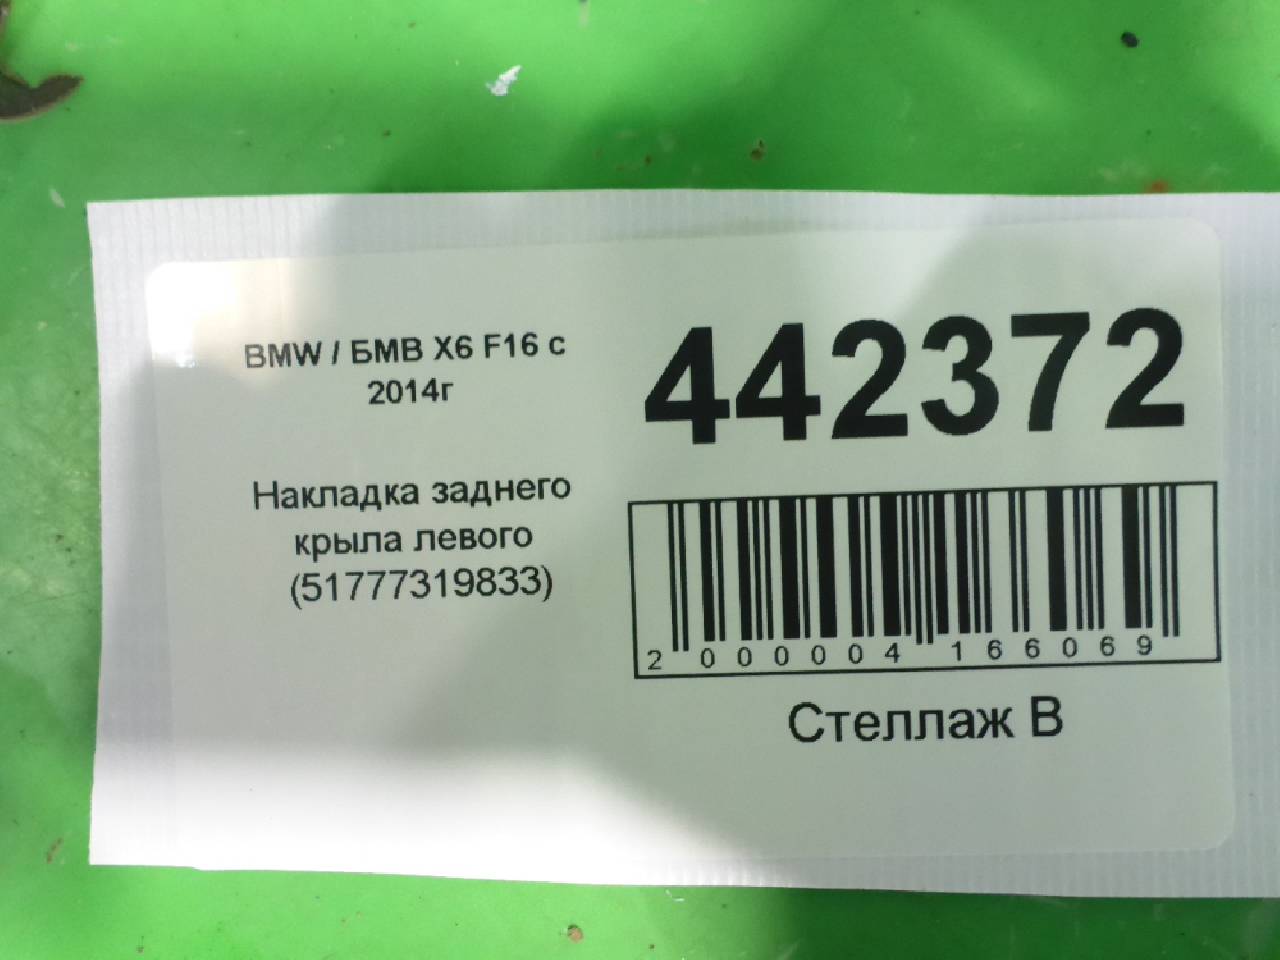 BMW / БМВ X6 F16 с
2014г
Накладка заднего
крыла левого
(51777319833)
442372
2 000004 166069
Стеллаж В